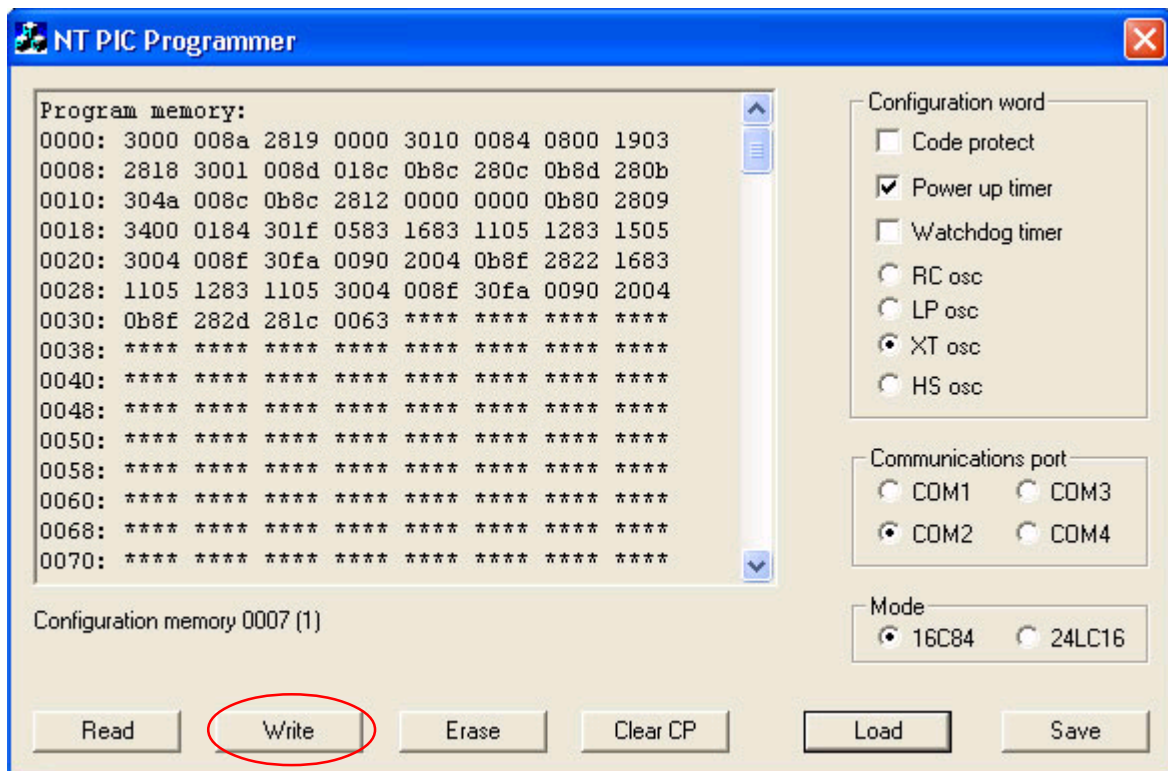 NT PIC Programmer
Program memory:
0000: 3000 008a 2819 0000 3010 0084 0800 1903
0008: 2818 3001 008d 018c 0b8c 280c 0b8d 280b
0010: 304a 008c 0b8c 2812 0000 0000 0b80 2809
0018: 3400 0184 301f 0583 1683 1105 1283 1505
0020: 3004 008f 30fa 0090 2004 0b8f 2822 1683
0028: 1105 1283 1105 3004 008f 30fa 0090 2004
0030: 0b8f 282d 281c 0063 **** **** **** ****
0038: **** **** **** **** **** **** **** ****
0040: **** **** **** **** **** **** **** ****
0048: **** **** **** **** **** **** **** ****
0050: **** **** **** **** **** **** **** ****
0058: **** **** **** **** **** **** **** ****
0060: **** **** **** **** **** **** **** ****
0068: **** **** **** **** **** **** **** ****
0070: **** **** **** **** **** **** **** ****
Configuration memory 0007 (1)
Configuration word
Code protect
Power up timer
Watchdog timer
RC osc
LP osc
XT osc
HS osc
Communications port
COM1 COM3
COM2 COM4
Mode
16C84 24LC16
Read Write Erase Clear CP Load Save